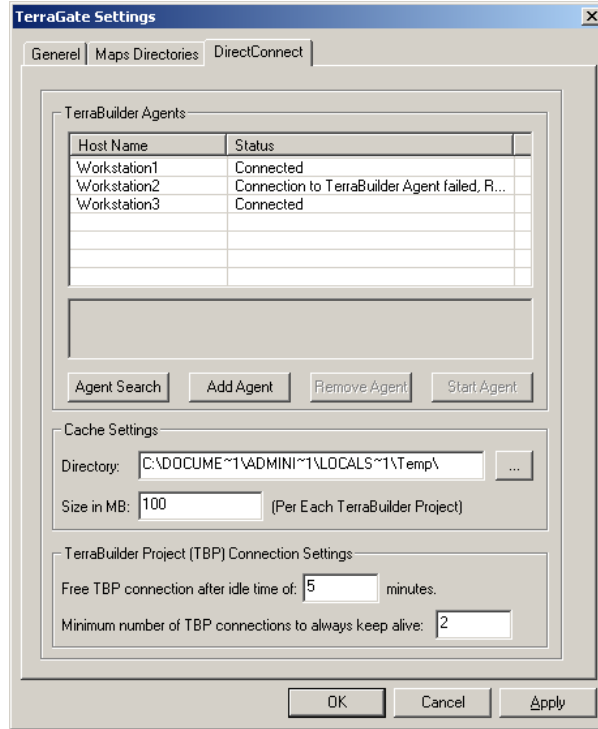 TerraGate Settings
Generel Maps Directories DirectConnect
TerraBuilder Agents
Host Name Status
Workstation1 Connected
Workstation2 Connection to TerraBuilder Agent failed, R...
Workstation3 Connected
Agent Search Add Agent Remove Agent Start Agent
Cache Settings
Directory: C:\DOCUME~1\ADMINI~1\LOCALS~1\Temp\ ...
Size in MB: 100 (Per Each TerraBuilder Project)
TerraBuilder Project (TBP) Connection Settings
Free TBP connection after idle time of: 5 minutes.
Minimum number of TBP connections to always keep alive: 2
OK Cancel Apply